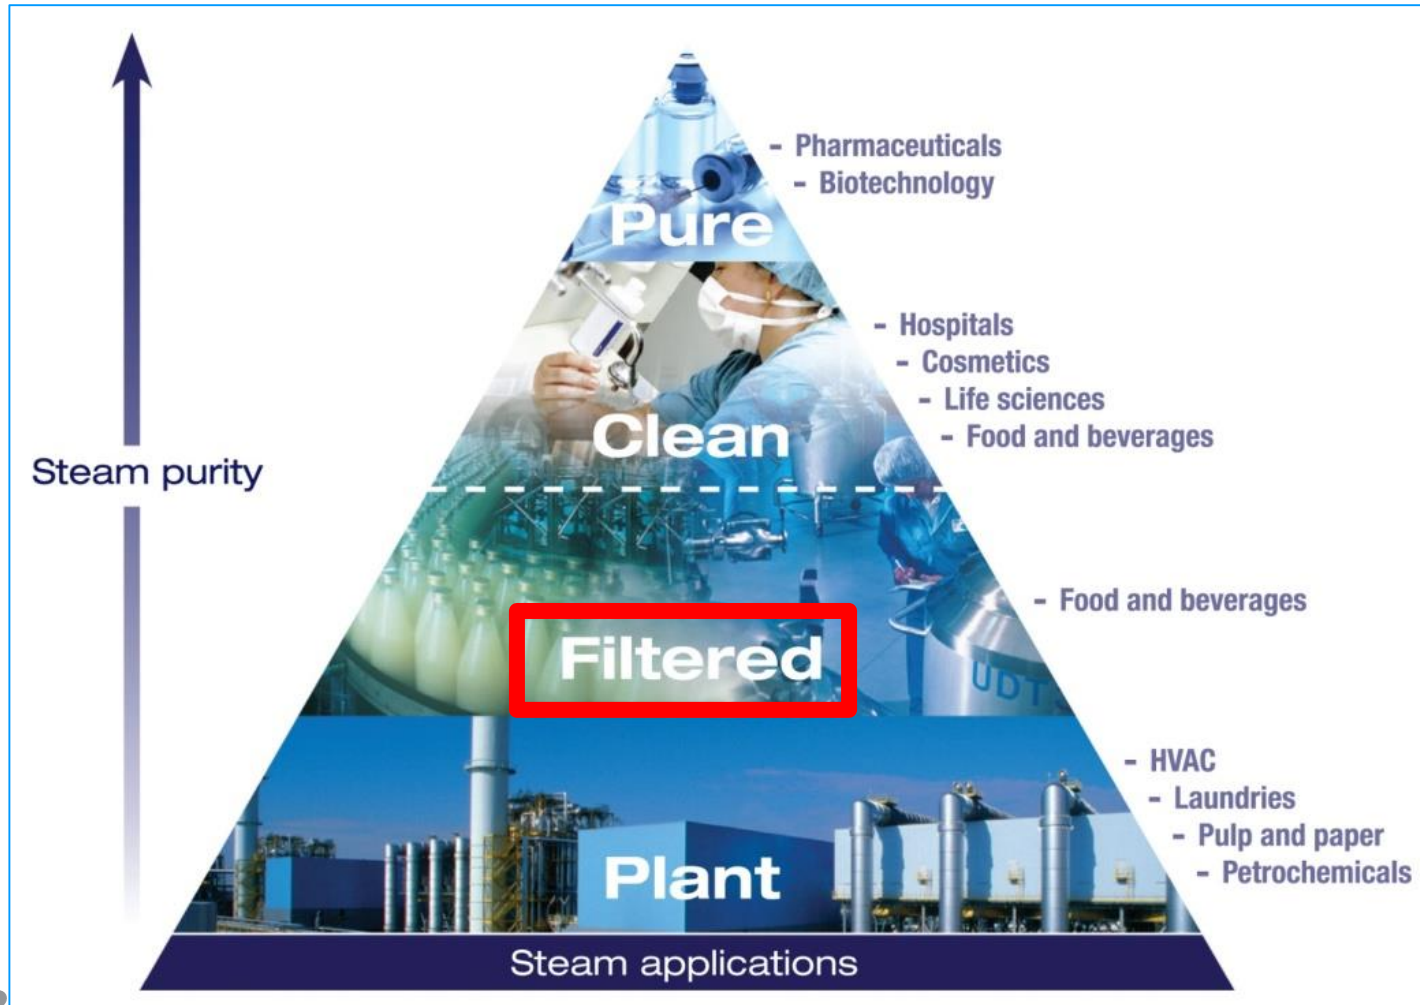 - Pharmaceuticals
- Biotechnology
Pure
- Hospitals
- Cosmetics
- Life sciences
- Food and beverages
Clean
Steam purity
- Food and beverages
Filtered
UDT
- HVAC
- Laundries
- Pulp and paper
- Petrochemicals
Plant
Steam applications